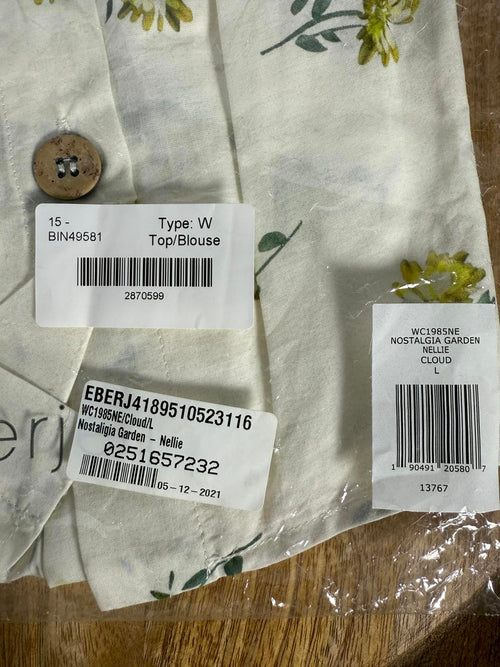 15 -
BIN49581
Type: W
Top/Blouse
2870599
WC1985NE
NOSTALGIA GARDEN
NELLIE
CLOUD
L
1 90491 20580 7
13767
erj
EBERJ4189510523116
WC1985NE/Cloud/L
Nostaligia Garden - Nellie
0251657232
05-12-2021